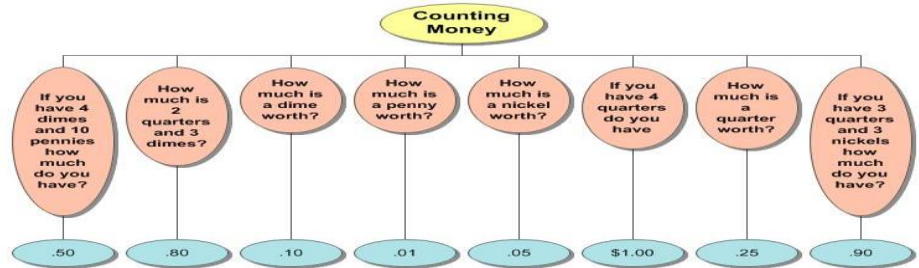 Counting
Money
If you
have 4
dimes
and 10
pennies
how
much
do you
have?
How
much is
2
quarters
and 3
dimes?
How
much is
a dime
worth?
How
much is
a penny
worth?
How
much is
a nickel
worth?
If you
have 4
quarters
do you
have
How
much is
a
quarter
worth?
If you
have 3
quarters
and 3
nickels
how
much
do you
have?
.50
.80
.10
.01
.05
$1.00
.25
.90